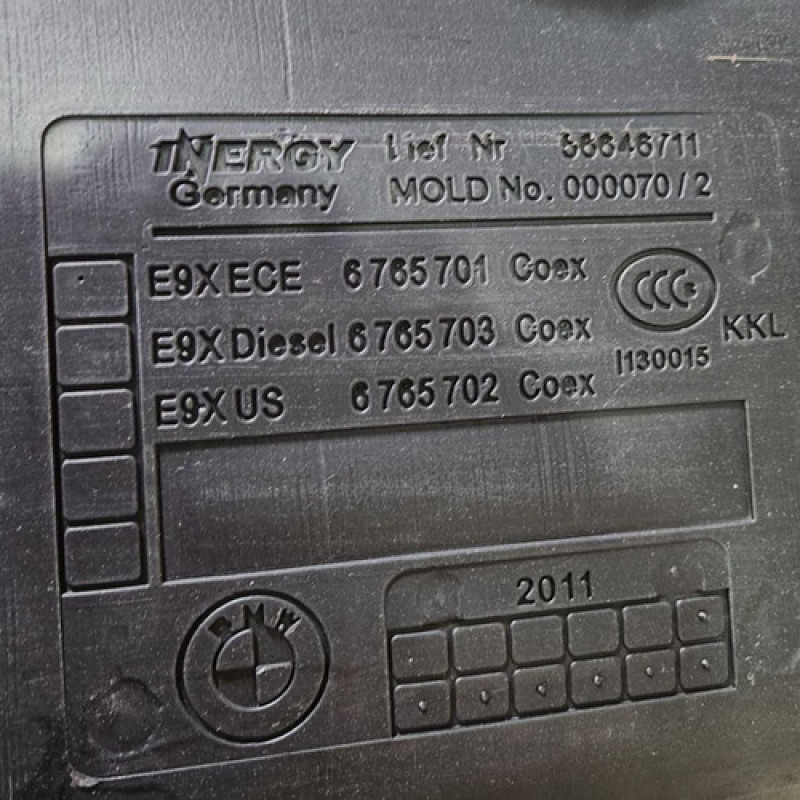 INERGY Lief Nr 56646711
Germany MOLD No. 000070/2
E9X ECE 6 765 701 Coex
E9X Diesel 6 765 703 Coex
E9X US 6 765 702 Coex
CCC S
KKL
I130015
2011
BMW